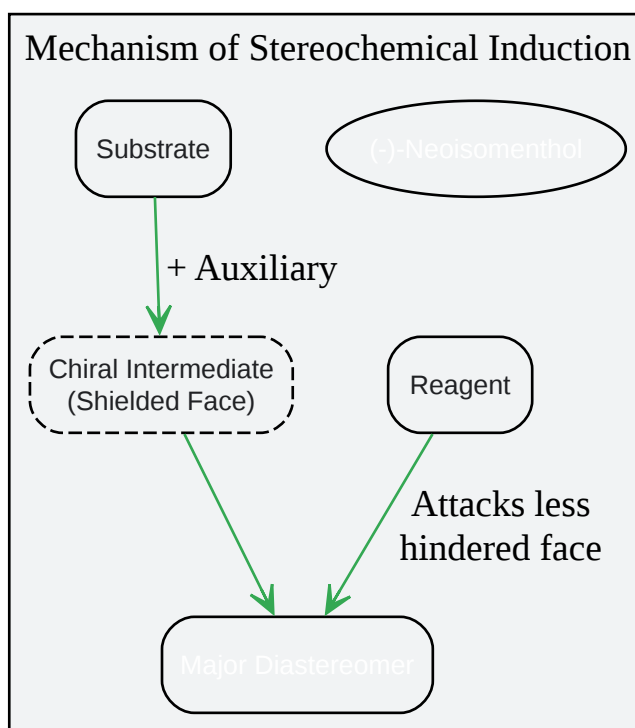 Mechanism of Stereochemical Induction
Substrate
(-)-Neoisomenthol
+ Auxiliary
Chiral Intermediate
(Shielded Face)
Reagent
Attacks less
hindered face
Major Diastereomer